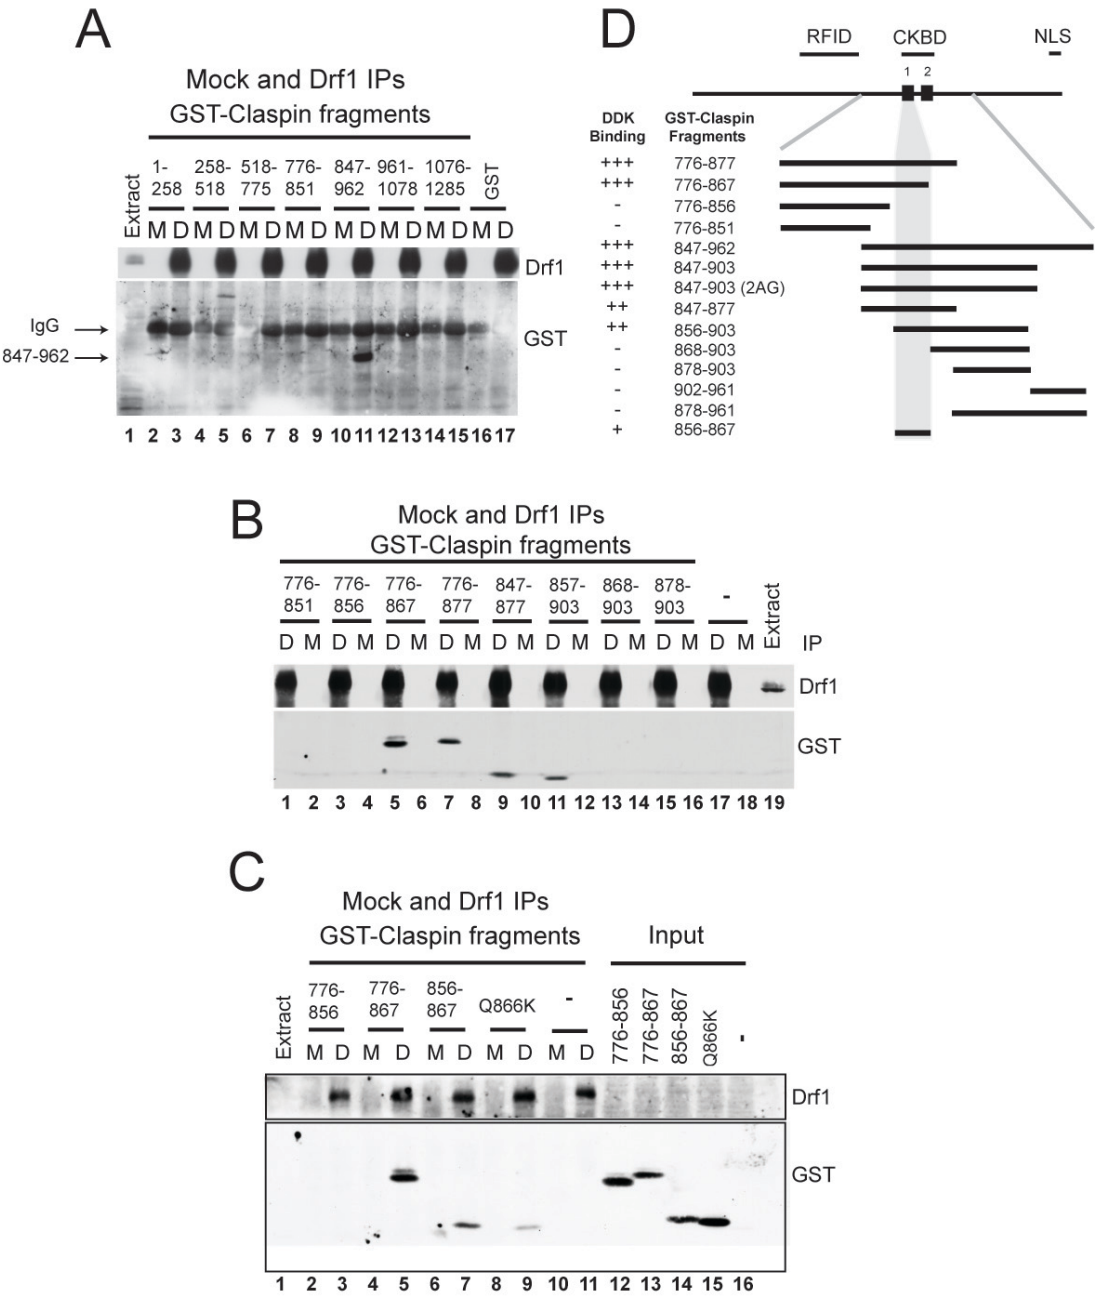 A
Mock and Drf1 IPs
GST-Claspin fragments
Extract
1-258
258-518
518-775
776-851
847-962
961-1078
1076-1285
GST
M D M D M D M D M D M D M D M D
Drf1
IgG
847-962
GST
1 2 3 4 5 6 7 8 9 10 11 12 13 14 15 16 17
D
RFID CKBD NLS
1 2
DDK Binding
GST-Claspin Fragments
+++ 776-877
+++ 776-867
- 776-856
- 776-851
+++ 847-962
+++ 847-903
+++ 847-903 (2AG)
++ 847-877
++ 856-903
- 868-903
- 878-903
- 902-961
- 878-961
+ 856-867
B
Mock and Drf1 IPs
GST-Claspin fragments
776-851
776-856
776-867
776-877
847-877
857-903
868-903
878-903
-
Extract
D M D M D M D M D M D M D M D M D M IP
Drf1
GST
1 2 3 4 5 6 7 8 9 10 11 12 13 14 15 16 17 18 19
C
Mock and Drf1 IPs
GST-Claspin fragments
Input
Extract
776-856
776-867
856-867
Q866K
-
776-856
776-867
856-867
Q866K
-
M D M D M D M D M D
Drf1
GST
1 2 3 4 5 6 7 8 9 10 11 12 13 14 15 16